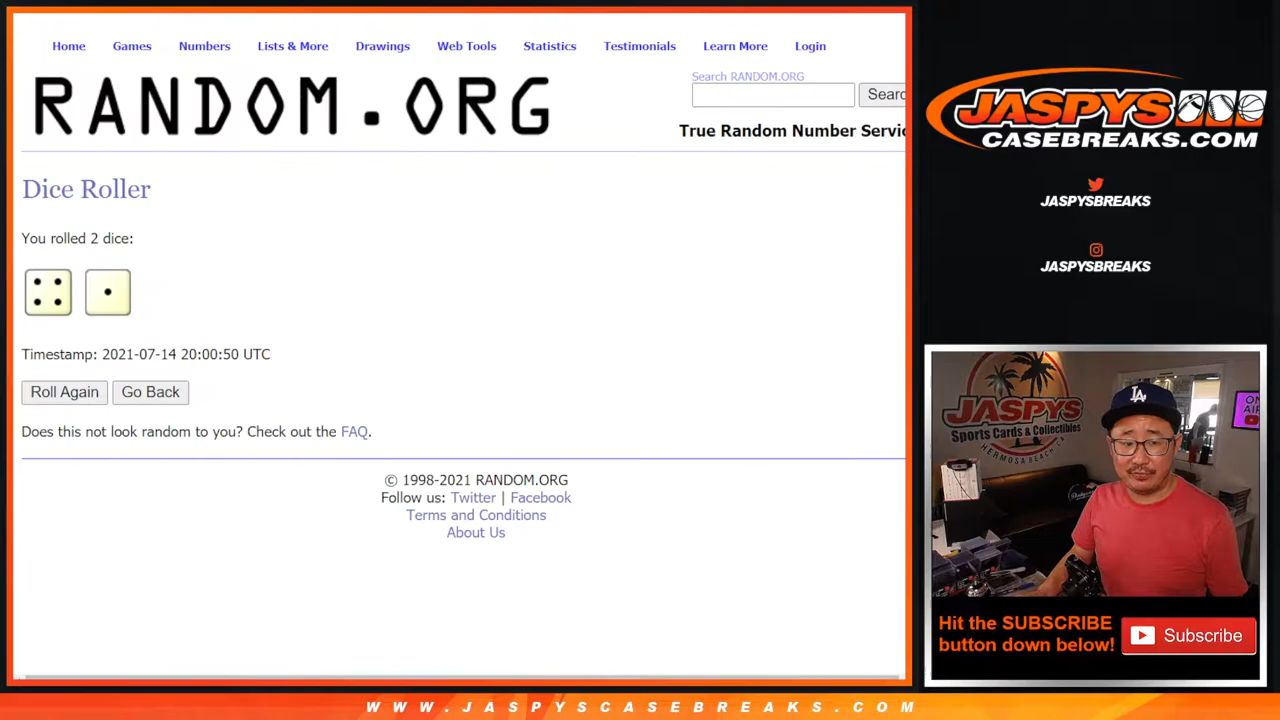 Home Games Numbers Lists & More Drawings Web Tools Statistics Testimonials Learn More Login
RANDOM.ORG
Search RANDOM.ORG
Searc
True Random Number Servic
Dice Roller
You rolled 2 dice:
Timestamp: 2021-07-14 20:00:50 UTC
Roll Again Go Back
Does this not look random to you? Check out the FAQ.
© 1998-2021 RANDOM.ORG
Follow us: Twitter | Facebook
Terms and Conditions
About Us
JASPYS
CASEBREAKS.COM
JASPYSBREAKS
JASPYSBREAKS
JASPYS
Sports Cards & Collectibles
HERMOSA BEACH, CA
LA
ON
AIR
Hit the SUBSCRIBE
button down below!
Subscribe
WWW.JASPYSCASEBREAKS.COM